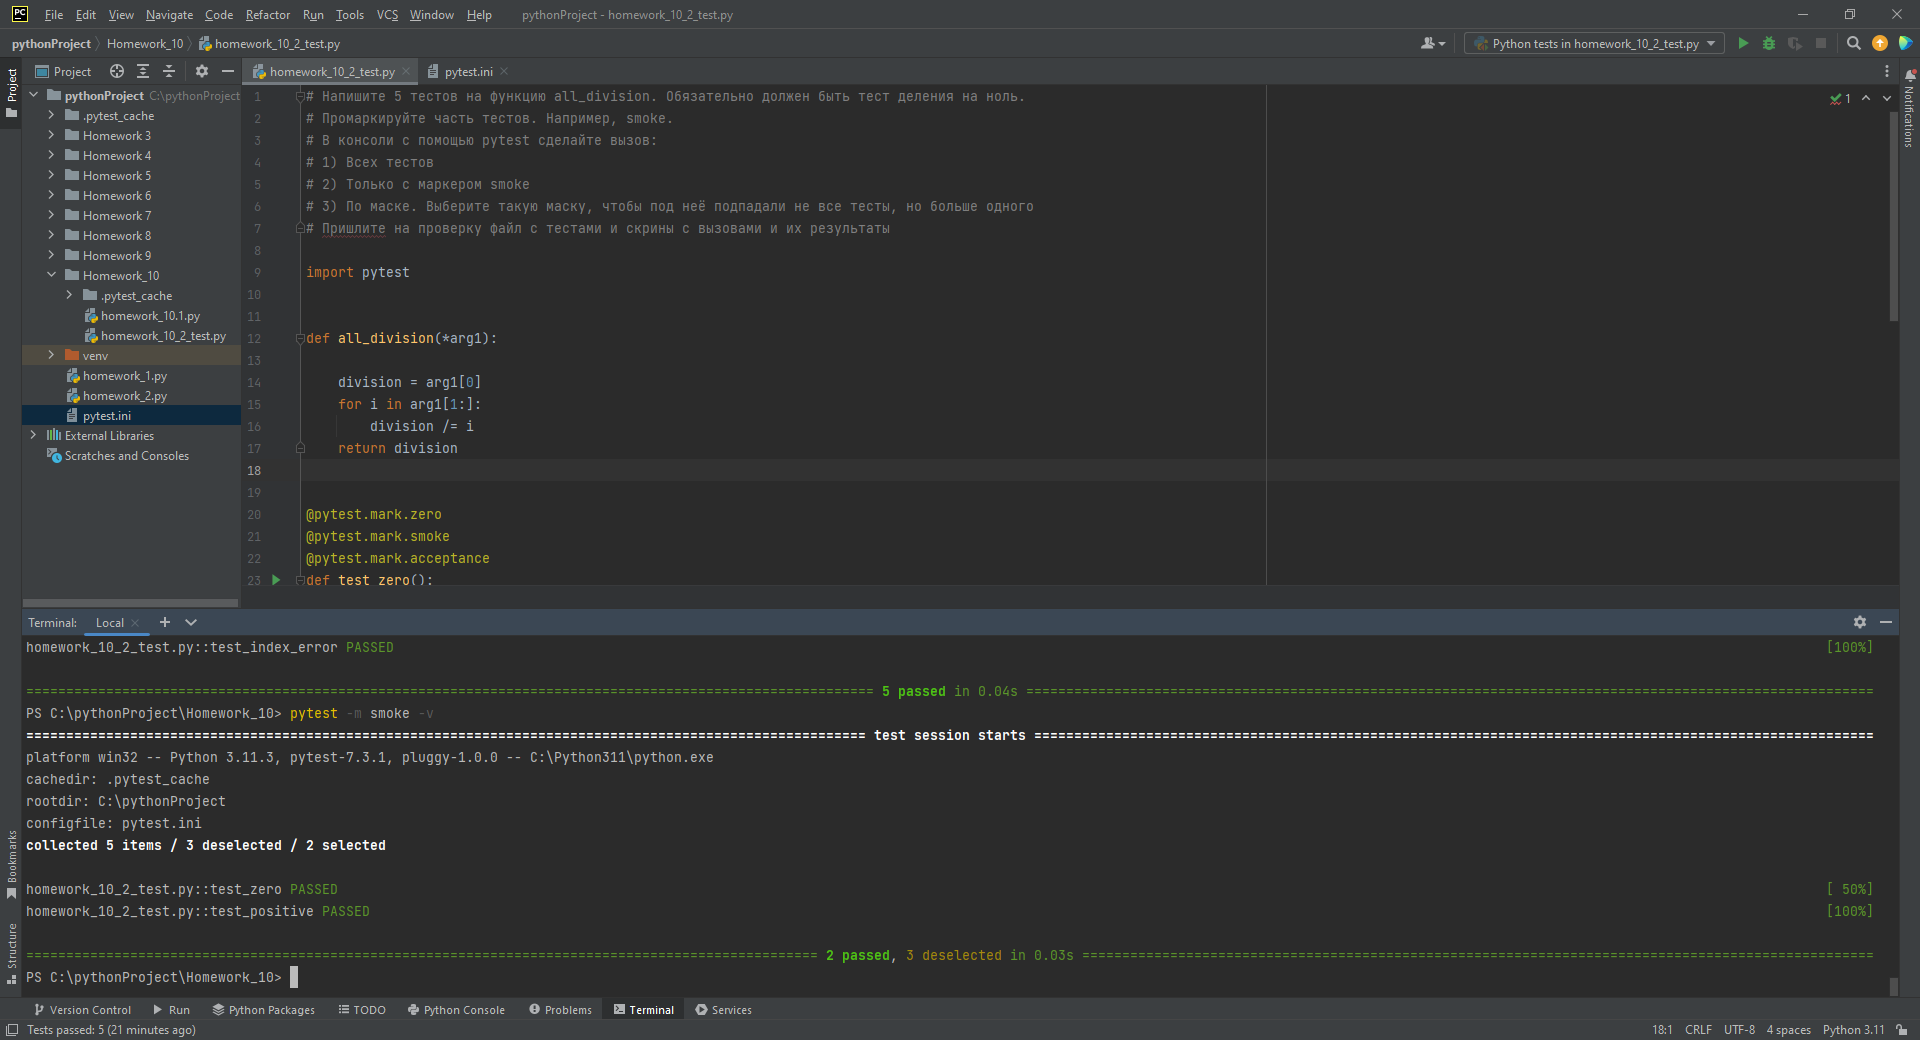 PC File Edit View Navigate Code Refactor Run Tools VCS Window Help pythonProject - homework_10_2_test.py
pythonProject Homework_10 homework_10_2_test.py Python tests in homework_10_2_test.py
Project
Project
homework_10_2_test.py pytest.ini
Notifications
pythonProject C:\pythonProject
.pytest_cache
Homework 3
Homework 4
Homework 5
Homework 6
Homework 7
Homework 8
Homework 9
Homework_10
.pytest_cache
homework_10.1.py
homework_10_2_test.py
venv
homework_1.py
homework_2.py
pytest.ini
External Libraries
Scratches and Consoles
1
1 # Напишите 5 тестов на функцию all_division. Обязательно должен быть тест деления на ноль.
2 # Промаркируйте часть тестов. Например, smoke.
3 # В консоли с помощью pytest сделайте вызов:
4 # 1) Всех тестов
5 # 2) Только с маркером smoke
6 # 3) По маске. Выберите такую маску, чтобы под неё подпадали не все тесты, но больше одного
7 # Пришлите на проверку файл с тестами и скрины с вызовами и их результаты
8
9 import pytest
10
11
12 def all_division(*arg1):
13
14 division = arg1[0]
15 for i in arg1[1:]:
16 division /= i
17 return division
18
19
20 @pytest.mark.zero
21 @pytest.mark.smoke
22 @pytest.mark.acceptance
23 def test_zero():
Terminal: Local
homework_10_2_test.py::test_index_error PASSED [100%]
========== 5 passed in 0.04s ==========
PS C:\pythonProject\Homework_10> pytest -m smoke -v
========== test session starts ==========
platform win32 -- Python 3.11.3, pytest-7.3.1, pluggy-1.0.0 -- C:\Python311\python.exe
cachedir: .pytest_cache
rootdir: C:\pythonProject
configfile: pytest.ini
collected 5 items / 3 deselected / 2 selected
homework_10_2_test.py::test_zero PASSED [ 50%]
homework_10_2_test.py::test_positive PASSED [100%]
========== 2 passed, 3 deselected in 0.03s ==========
PS C:\pythonProject\Homework_10>
Bookmarks
Structure
Version Control Run Python Packages TODO Python Console Problems Terminal Services
Tests passed: 5 (21 minutes ago) 18:1 CRLF UTF-8 4 spaces Python 3.11